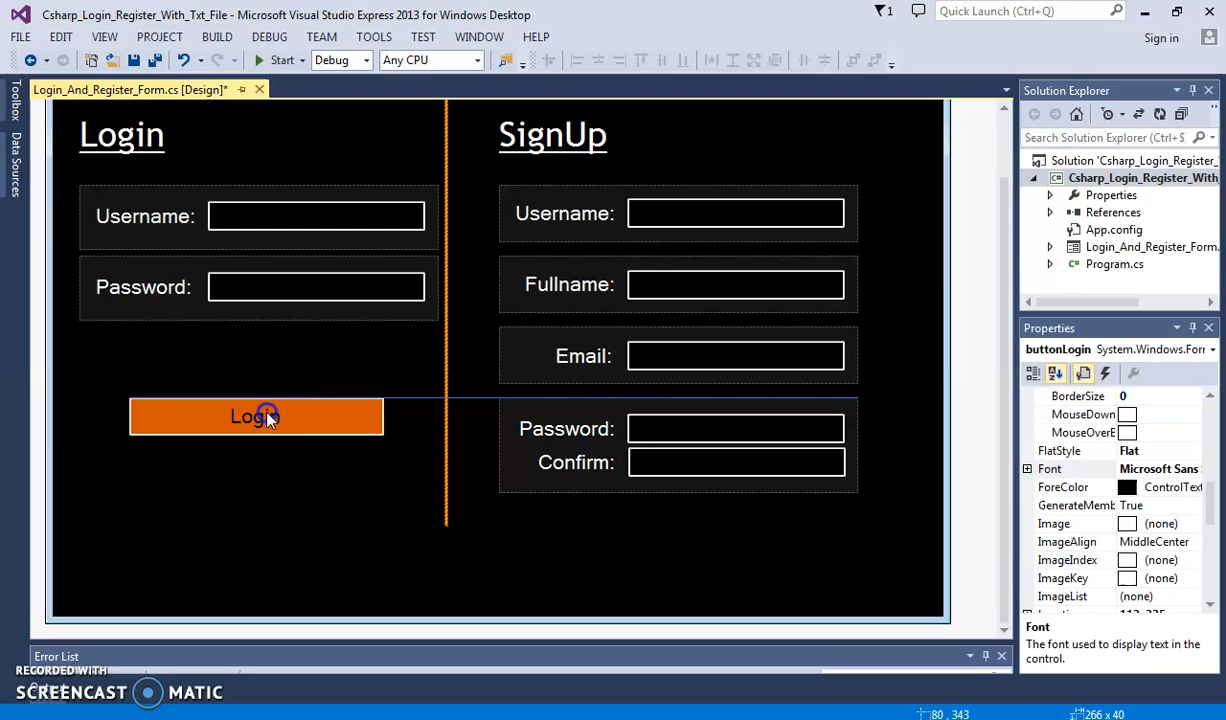 Csharp_Login_Register_With_Txt_File - Microsoft Visual Studio Express 2013 for Windows Desktop
1
Quick Launch (Ctrl+Q)
FILE EDIT VIEW PROJECT BUILD DEBUG TEAM TOOLS TEST WINDOW HELP
Sign in
Start Debug Any CPU
Toolbox
Data Sources
Login_And_Register_Form.cs [Design]*
Login
Username:
Password:
Login
SignUp
Username:
Fullname:
Email:
Password:
Confirm:
Solution Explorer
Search Solution Explorer (Ctrl+
Solution 'Csharp_Login_Register_
Csharp_Login_Register_With_
Properties
References
App.config
Login_And_Register_Form.
Program.cs
Properties
buttonLogin System.Windows.Forr
BorderSize 0
MouseDown
MouseOverB
FlatStyle Flat
Font Microsoft Sans
ForeColor ControlText
GenerateMemb True
Image (none)
ImageAlign MiddleCenter
ImageIndex (none)
ImageKey (none)
ImageList (none)
Font
The font used to display text in the
control.
Error List
RECORDED WITH
SCREENCAST MATIC
80 , 343
266 x 40